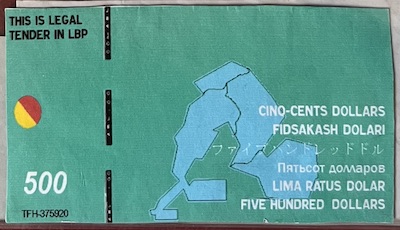 THIS IS LEGAL
TENDER IN LBP
CINQ-CENTS DOLLARS
FIDSAKASH DOLARI
ファイブ・ハンドレッドドル
Пятьсот долларов
LIMA RATUS DOLAR
FIVE HUNDRED DOLLARS
500
TFH-375920